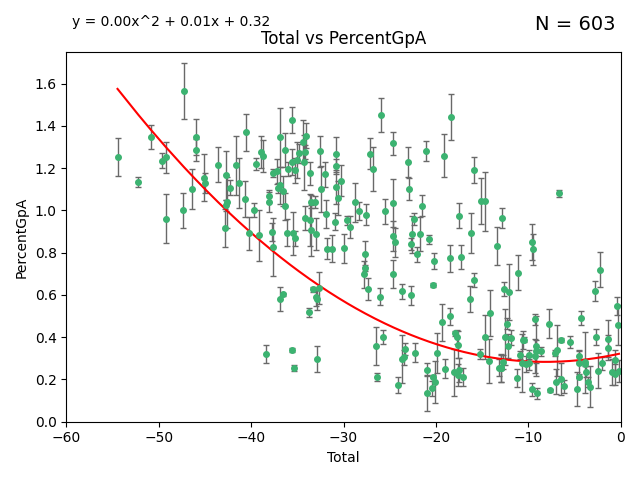 y = 0.00x^2 + 0.01x + 0.32
N = 603
Total vs PercentGpA
PercentGpA
1.6
1.4
1.2
1.0
0.8
0.6
0.4
0.2
0.0
−60 −50 −40 −30 −20 −10 0
Total